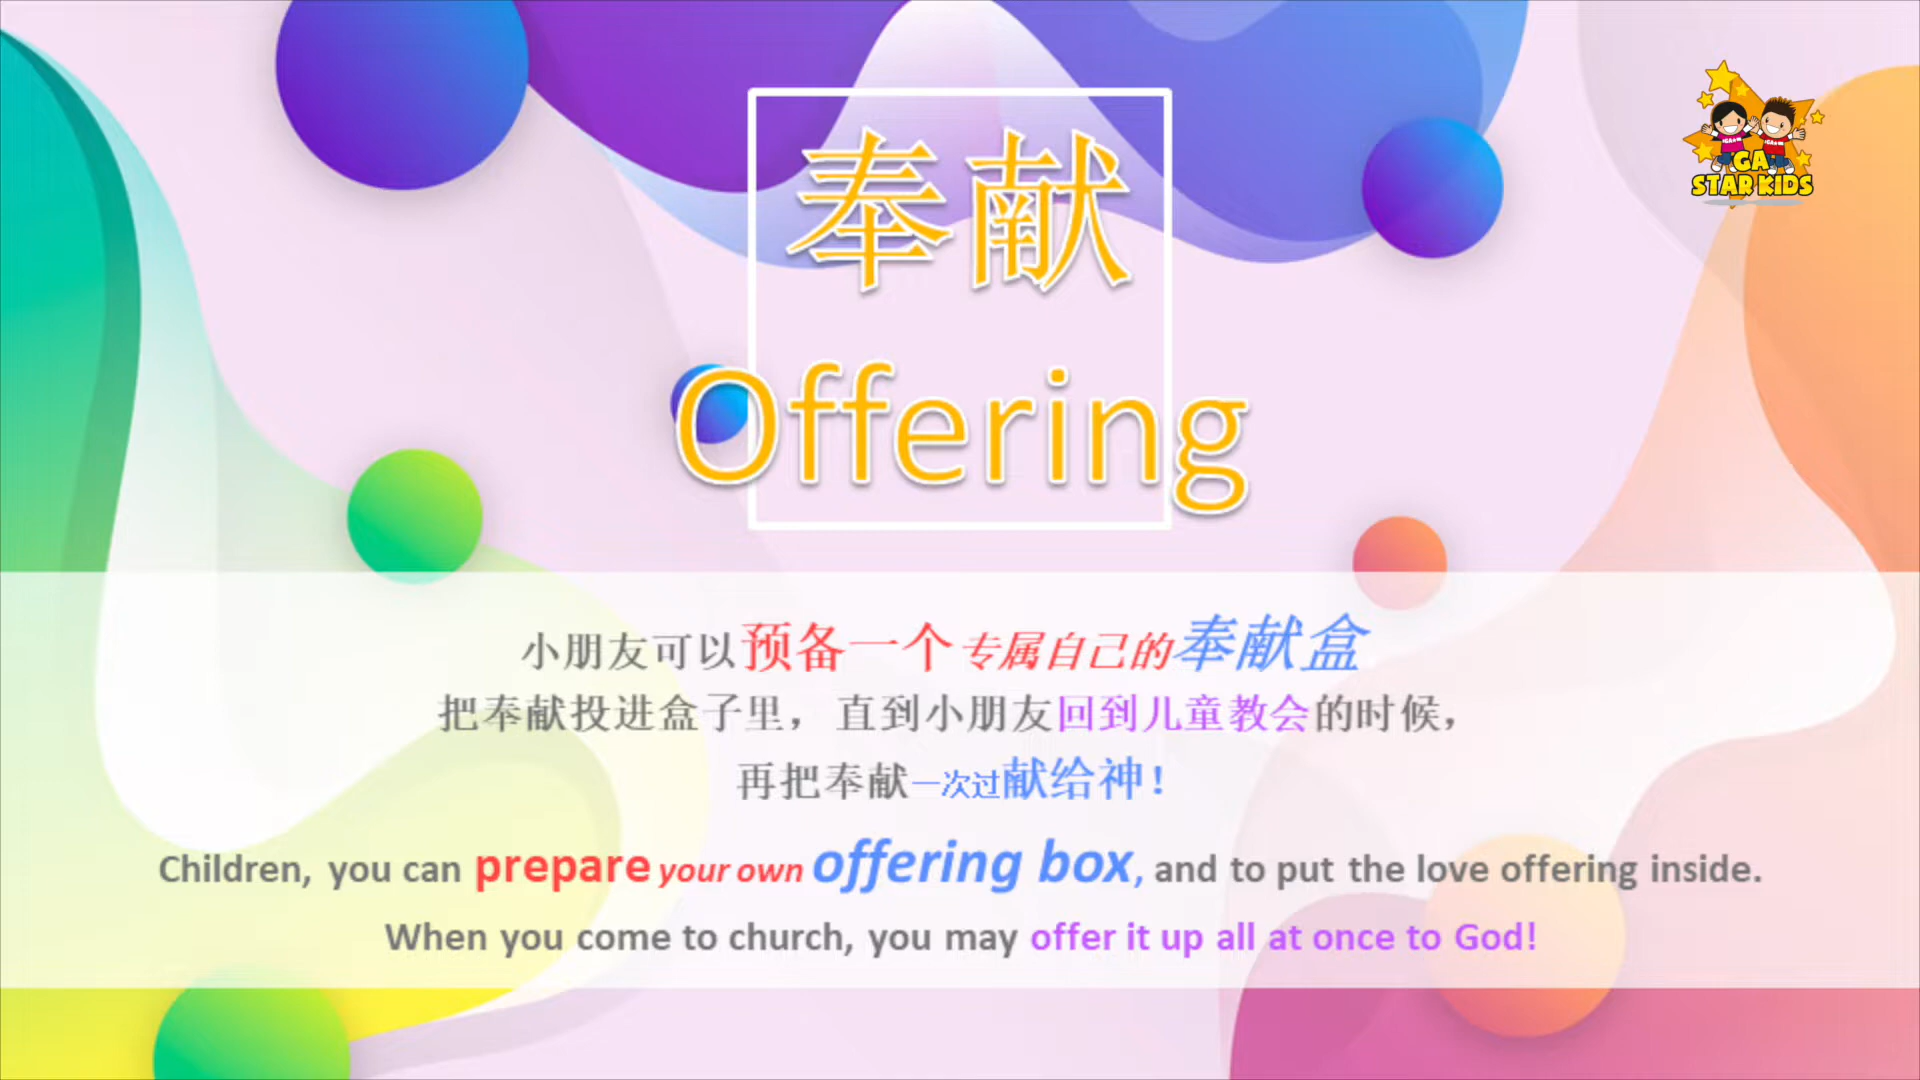 奉献
Offering
GA
STAR KIDS
小朋友可以预备一个专属自己的奉献盒
把奉献投进盒子里，直到小朋友回到儿童教会的时候，
再把奉献一次过献给神！
Children, you can prepare your own offering box, and to put the love offering inside.
When you come to church, you may offer it up all at once to God!